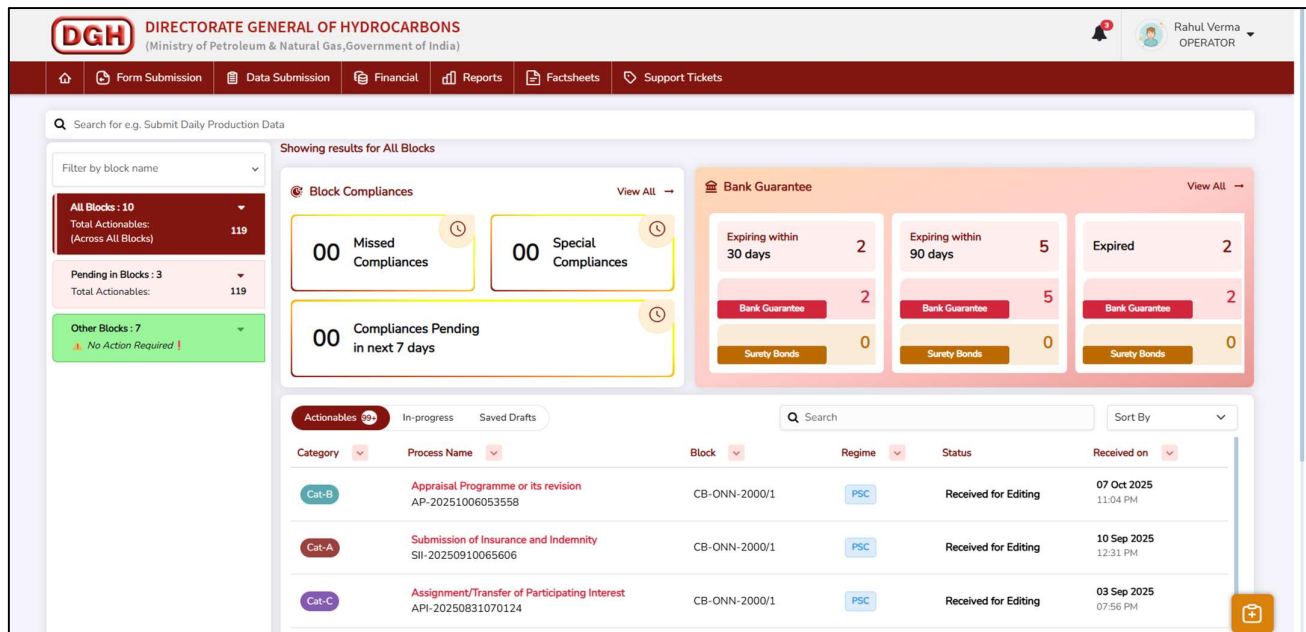 DGH
DIRECTORATE GENERAL OF HYDROCARBONS
(Ministry of Petroleum & Natural Gas,Government of India)
3
Rahul Verma
OPERATOR
Form Submission
Data Submission
Financial
Reports
Factsheets
Support Tickets
Search for e.g. Submit Daily Production Data
Filter by block name
All Blocks : 10
Total Actionables:
(Across All Blocks)
119
Pending in Blocks : 3
Total Actionables:
119
Other Blocks : 7
No Action Required
Showing results for All Blocks
Block Compliances
View All →
00 Missed Compliances
00 Special Compliances
00 Compliances Pending in next 7 days
Bank Guarantee
View All →
Expiring within 30 days 2
Bank Guarantee 2
Surety Bonds 0
Expiring within 90 days 5
Bank Guarantee 5
Surety Bonds 0
Expired 2
Bank Guarantee 2
Surety Bonds 0
Actionables 99+
In-progress
Saved Drafts
Search
Sort By
Category Process Name Block Regime Status Received on
Cat-B Appraisal Programme or its revision CB-ONN-2000/1 PSC Received for Editing 07 Oct 2025
AP-20251006053558 11:04 PM
Cat-A Submission of Insurance and Indemnity CB-ONN-2000/1 PSC Received for Editing 10 Sep 2025
SII-20250910065606 12:31 PM
Cat-C Assignment/Transfer of Participating Interest CB-ONN-2000/1 PSC Received for Editing 03 Sep 2025
API-20250831070124 07:56 PM